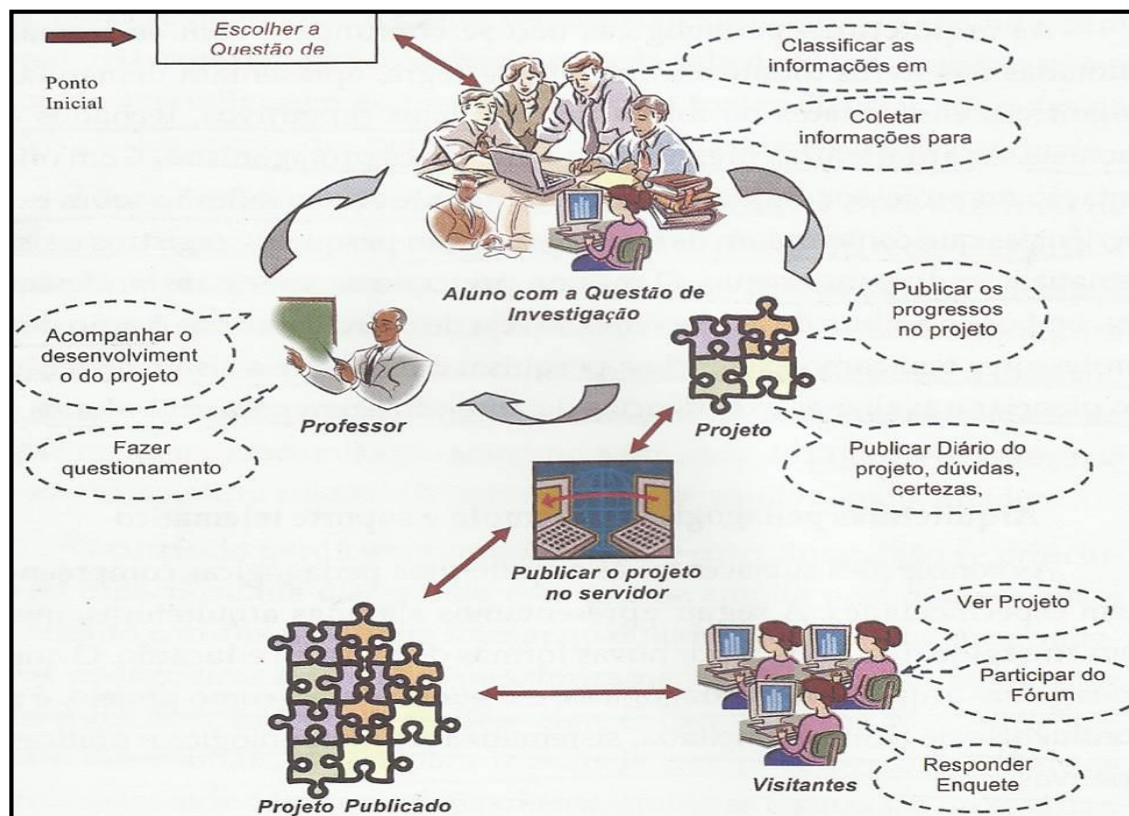 Escolher a
Questão de
Ponto
Inicial
Classificar as
informações em
Coletar
informações para
Aluno com a Questão de
Investigação
Publicar os
progressos
no projeto
Acompanhar o
desenvolviment
o do projeto
Professor
Projeto
Fazer
questionamento
Publicar Diário do
projeto, dúvidas,
certezas,
Publicar o projeto
no servidor
Ver Projeto
Participar do
Fórum
Responder
Enquete
Visitantes
Projeto Publicado